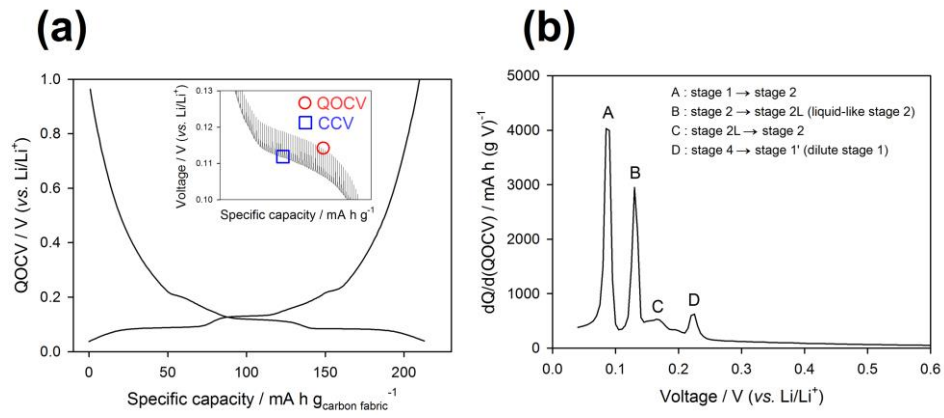 (a)
QOCV / V (vs. Li/Li⁺)
1.0
0.8
0.6
0.4
0.2
0.0
0
50
100
150
200
Specific capacity / mA h g_carbon fabric⁻¹
Voltage / V (vs. Li/Li⁺)
0.13
0.12
0.11
0.10
QOCV
CCV
Specific capacity / mA h g⁻¹
(b)
dQ/d(QOCV) / mA h (g V)⁻¹
5000
4000
3000
2000
1000
0
A : stage 1 → stage 2
B : stage 2 → stage 2L (liquid-like stage 2)
C : stage 2L → stage 2
D : stage 4 → stage 1' (dilute stage 1)
A
B
C
D
0.0
0.1
0.2
0.3
0.4
0.5
0.6
Voltage / V (vs. Li/Li⁺)